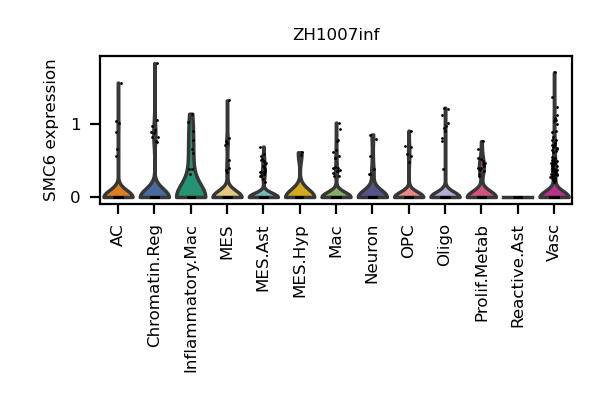 ZH1007inf
SMC6 expression
1
0
AC
Chromatin.Reg
Inflammatory.Mac
MES
MES.Ast
MES.Hyp
Mac
Neuron
OPC
Oligo
Prolif.Metab
Reactive.Ast
Vasc